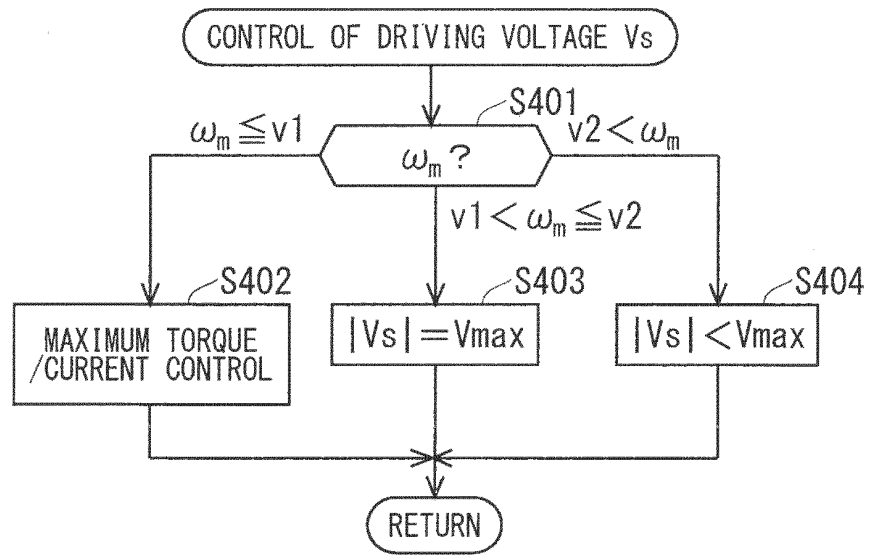 CONTROL OF DRIVING VOLTAGE Vs
S401
ωm≦v1
ωm?
v2<ωm
v1<ωm≦v2
S402
S403
S404
MAXIMUM TORQUE
/CURRENT CONTROL
|Vs|=Vmax
|Vs|<Vmax
RETURN